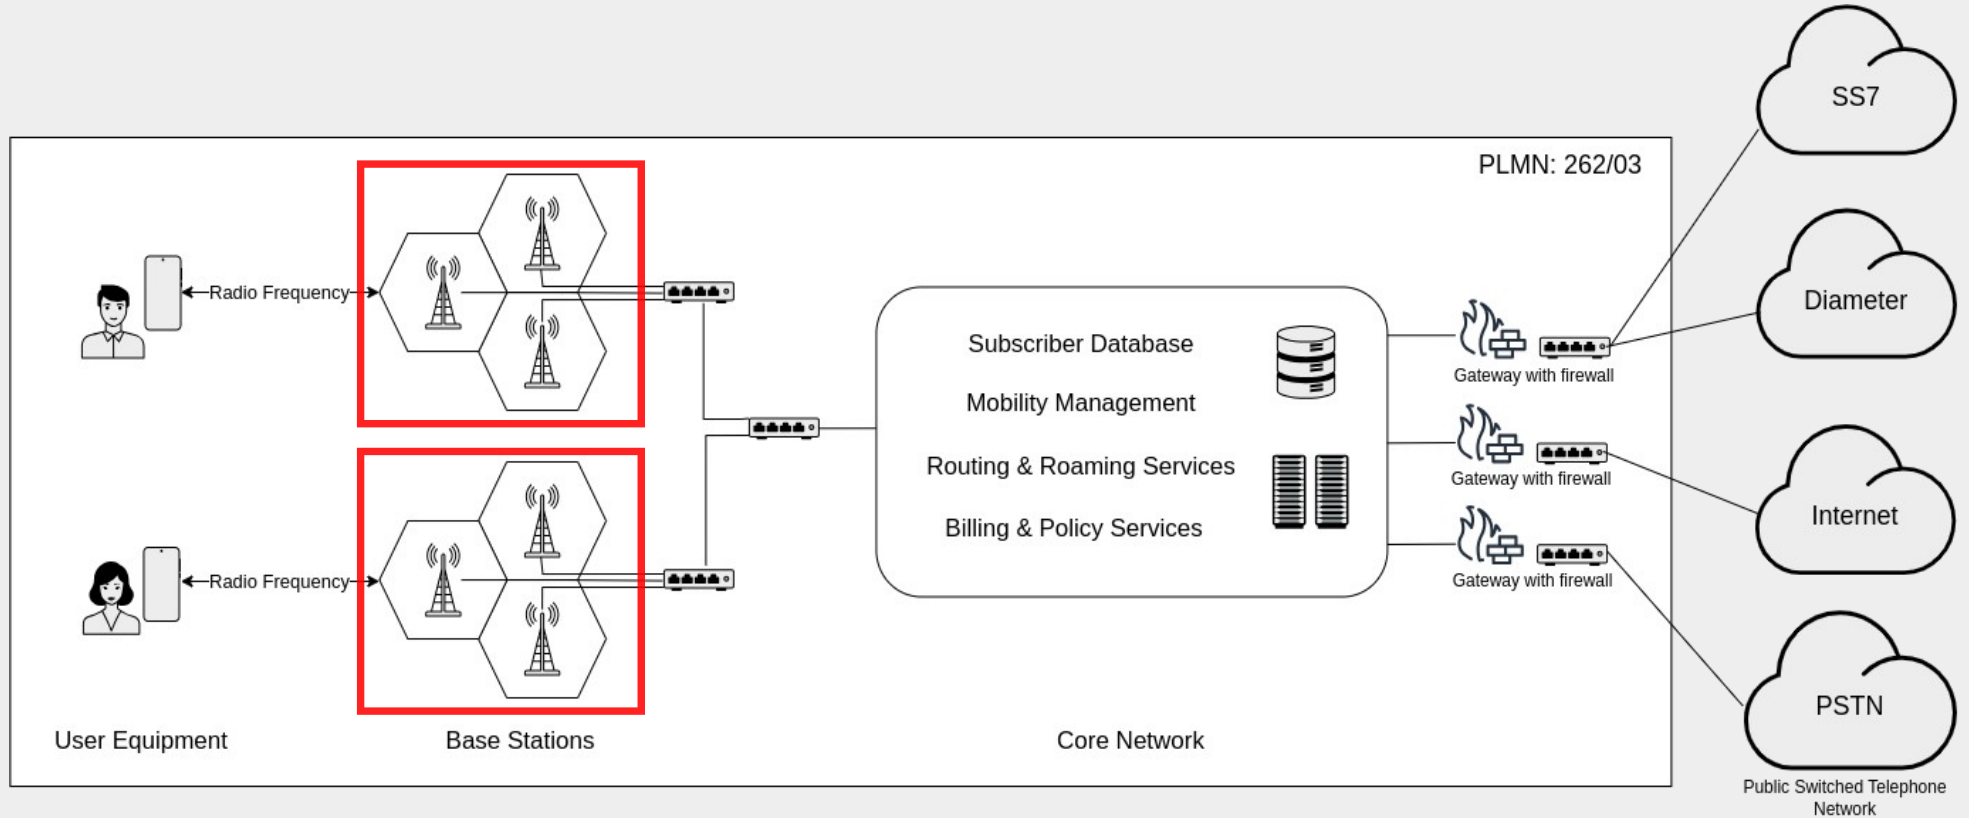 SS7
PLMN: 262/03
Diameter
Radio Frequency
Subscriber Database
Mobility Management
Routing & Roaming Services
Billing & Policy Services
Gateway with firewall
Gateway with firewall
Gateway with firewall
Internet
Radio Frequency
PSTN
User Equipment
Base Stations
Core Network
Public Switched Telephone
Network